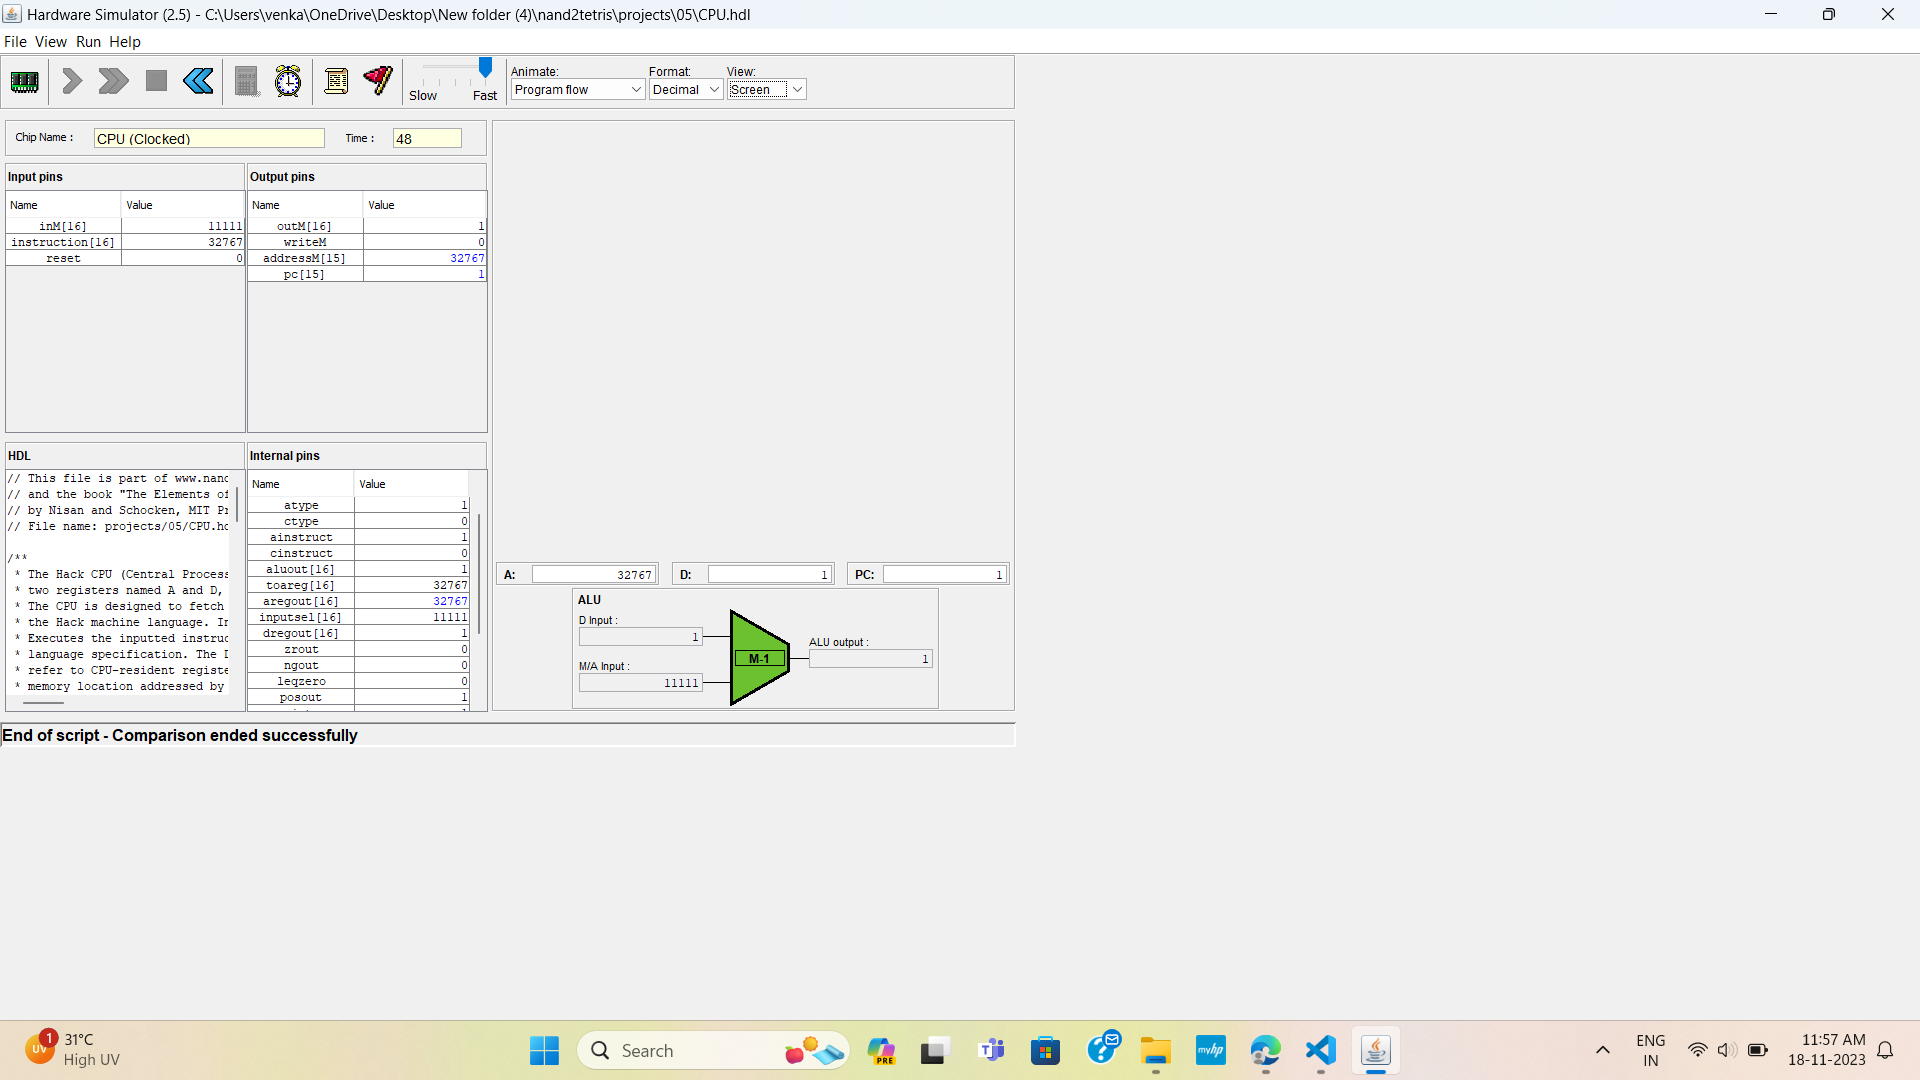 Hardware Simulator (2.5) - C:\Users\venka\OneDrive\Desktop\New folder (4)\nand2tetris\projects\05\CPU.hdl
File View Run Help
Slow Fast
Animate: Format: View:
Program flow Decimal Screen
Chip Name : CPU (Clocked) Time : 48
Input pins
Name Value
inM[16] 11111
instruction[16] 32767
reset 0
Output pins
Name Value
outM[16] 1
writeM 0
addressM[15] 32767
pc[15] 1
HDL
// This file is part of www.nand
// and the book "The Elements of
// by Nisan and Schocken, MIT Pr
// File name: projects/05/CPU.hd
/**
* The Hack CPU (Central Process
* two registers named A and D,
* The CPU is designed to fetch
* the Hack machine language. In
* Executes the inputted instruc
* language specification. The D
* refer to CPU-resident registe
* memory location addressed by
Internal pins
Name Value
atype 1
ctype 0
ainstruct 1
cinstruct 0
aluout[16] 1
toareg[16] 32767
aregout[16] 32767
inputsel[16] 11111
dregout[16] 1
zrout 0
ngout 0
leqzero 0
posout 1
A: 32767 D: 1 PC: 1
ALU
D Input :
1
M/A Input :
11111
M-1
ALU output :
1
End of script - Comparison ended successfully
1
UV
31°C
High UV
Search
PRE
myhp
ENG
IN
11:57 AM
18-11-2023